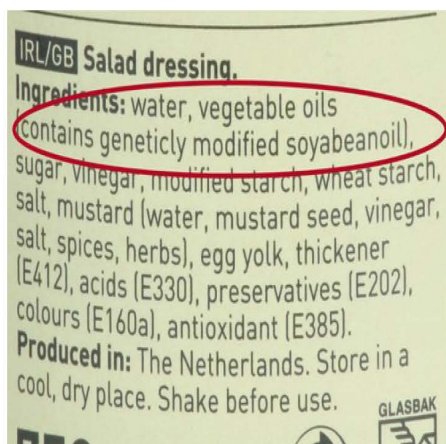 IRL/GB Salad dressing.
Ingredients: water, vegetable oils
(contains geneticly modified soyabeanoil),
sugar, vinegar, modified starch, wheat starch,
salt, mustard (water, mustard seed, vinegar,
salt, spices, herbs), egg yolk, thickener
(E412), acids (E330), preservatives (E202),
colours (E160a), antioxidant (E385).
Produced in: The Netherlands. Store in a
cool, dry place. Shake before use.
GLASBAK